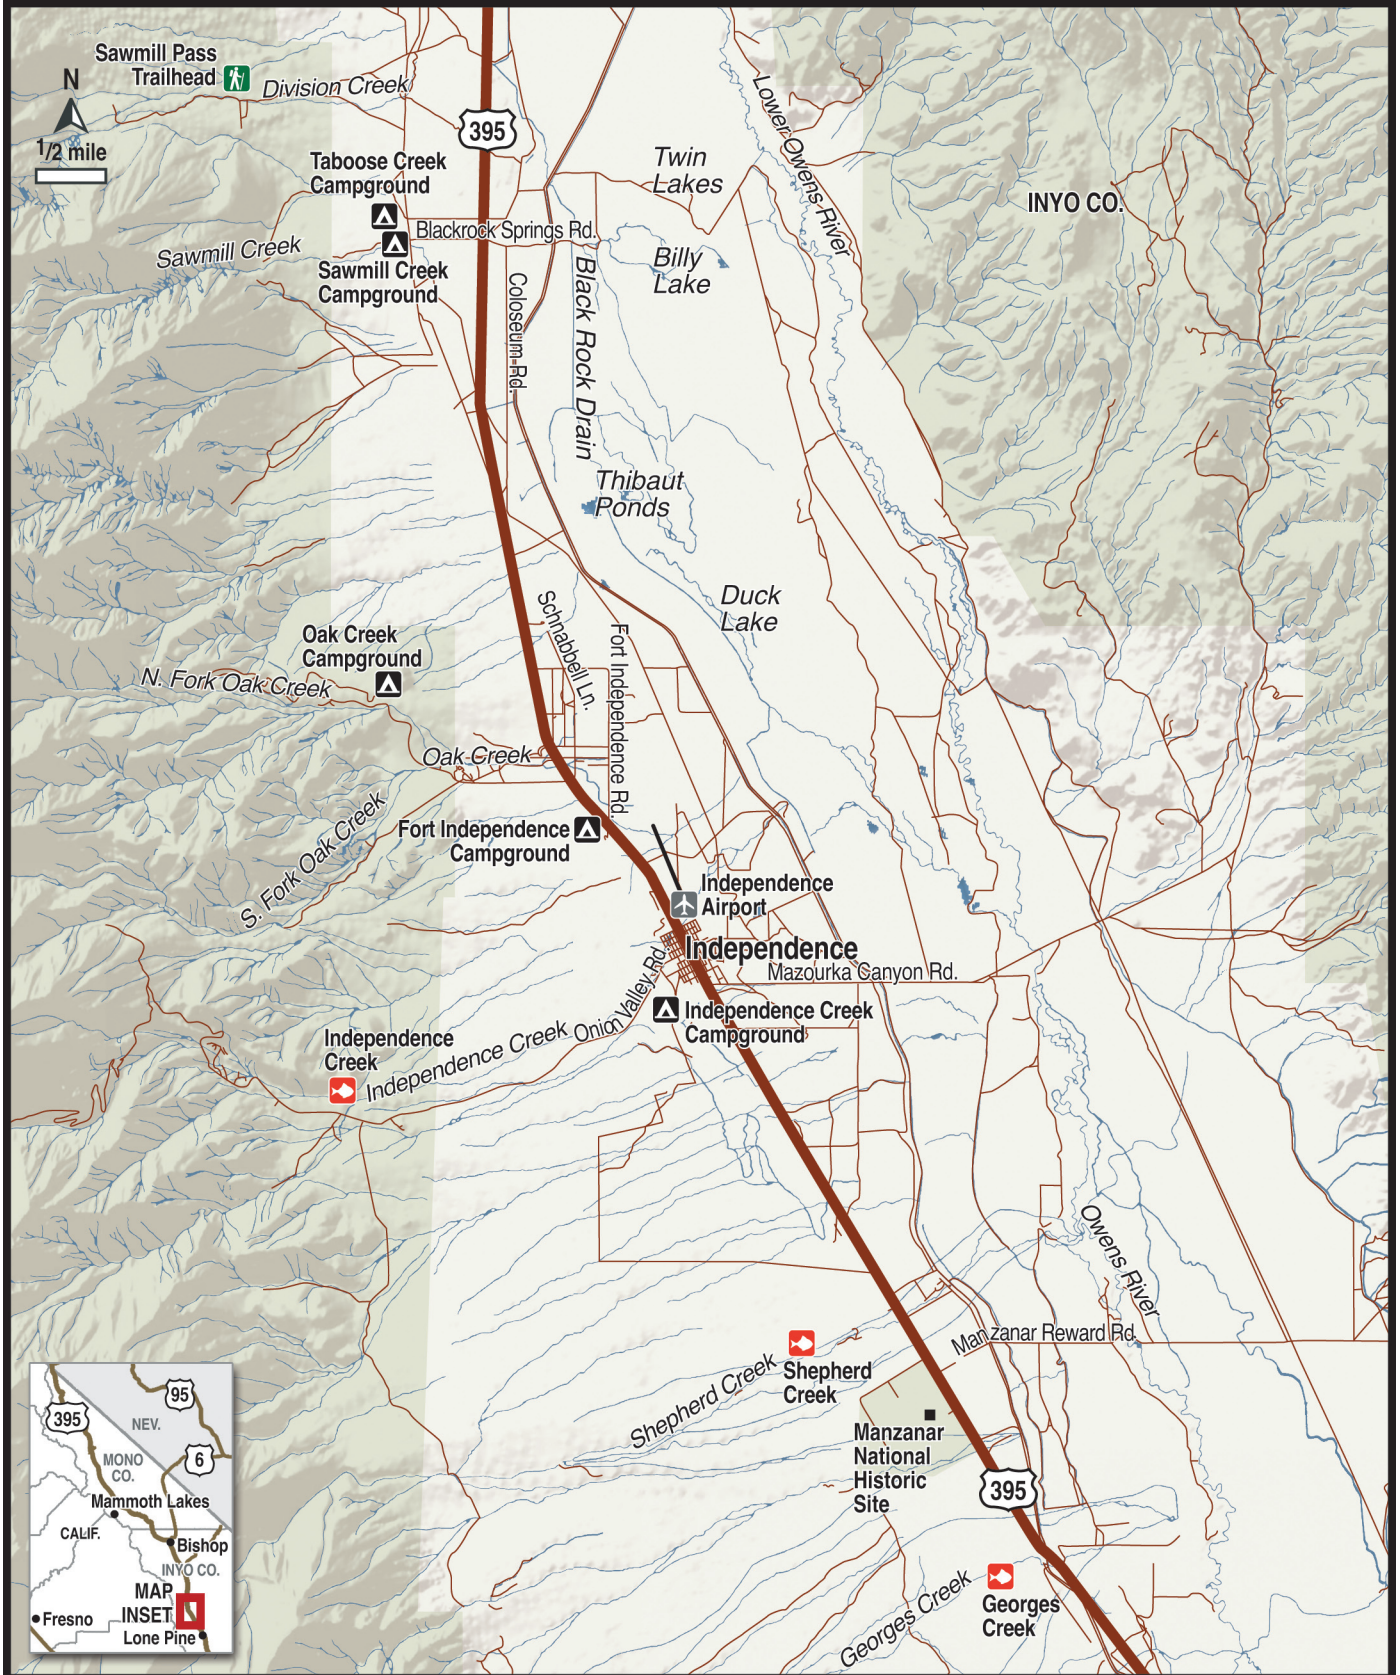 Sawmill Pass
Trailhead
Division Creek
N
1/2 mile
395
Taboose Creek
Campground
Blackrock Springs Rd.
Sawmill Creek
Sawmill Creek
Campground
Twin
Lakes
Lower Owens River
INYO CO.
Billy
Lake
Coloseum Rd.
Black Rock Drain
Thibaut
Ponds
Duck
Lake
Schnabbell Ln.
Fort Independence Rd.
Oak Creek
Campground
N. Fork Oak Creek
Oak Creek
S. Fork Oak Creek
Fort Independence
Campground
Independence
Airport
Independence
Mazourka Canyon Rd.
Onion Valley Rd.
Independence Creek
Campground
Independence
Creek
Independence Creek
Owens River
Manzanar Reward Rd.
Shepherd Creek
Shepherd
Creek
Manzanar
National
Historic
Site
395
Georges Creek
Georges
Creek
95
395
NEV.
6
MONO
CO.
Mammoth Lakes
CALIF.
Bishop
INYO CO.
MAP
INSET
Fresno
Lone Pine